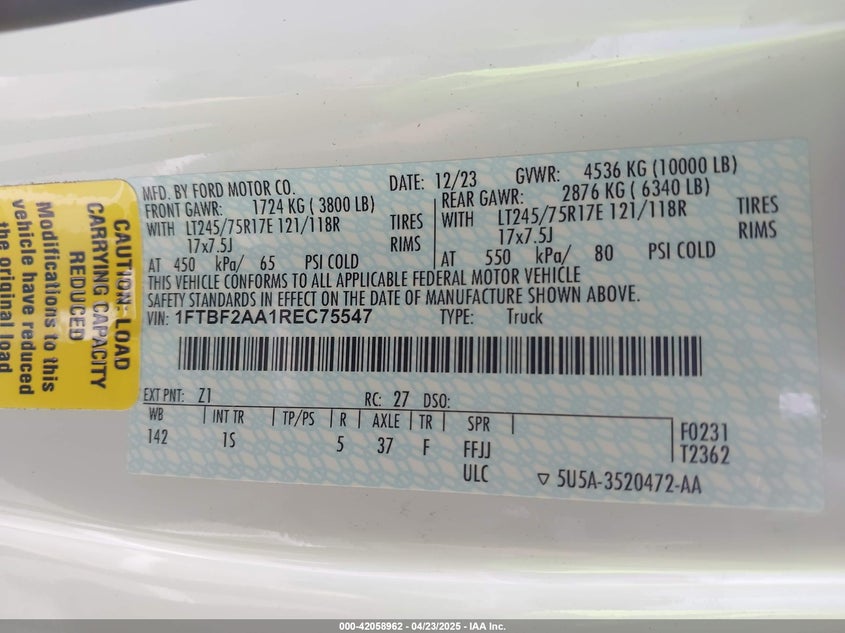 CAUTION: LOAD
CARRYING CAPACITY
REDUCED
Modifications to this
vehicle have reduced
the original load
MFD. BY FORD MOTOR CO.
DATE: 12/23 GVWR: 4536 KG (10000 LB)
FRONT GAWR: 1724 KG ( 3800 LB)
WITH LT245/75R17E 121/118R TIRES
17x7.5J RIMS
AT 450 kPa/ 65 PSI COLD
REAR GAWR: 2876 KG ( 6340 LB)
WITH LT245/75R17E 121/118R TIRES
17x7.5J RIMS
AT 550 kPa/ 80 PSI COLD
THIS VEHICLE CONFORMS TO ALL APPLICABLE FEDERAL MOTOR VEHICLE
SAFETY STANDARDS IN EFFECT ON THE DATE OF MANUFACTURE SHOWN ABOVE.
VIN: 1FTBF2AA1REC75547 TYPE: Truck
EXT PNT: Z1 RC: 27 DSO:
WB | INT TR | TP/PS | R | AXLE | TR | SPR |
142 1S 5 37 F FFJJ
ULC
F0231
T2362
5U5A-3520472-AA
000-42058962 - 04/23/2025 - IAA Inc.